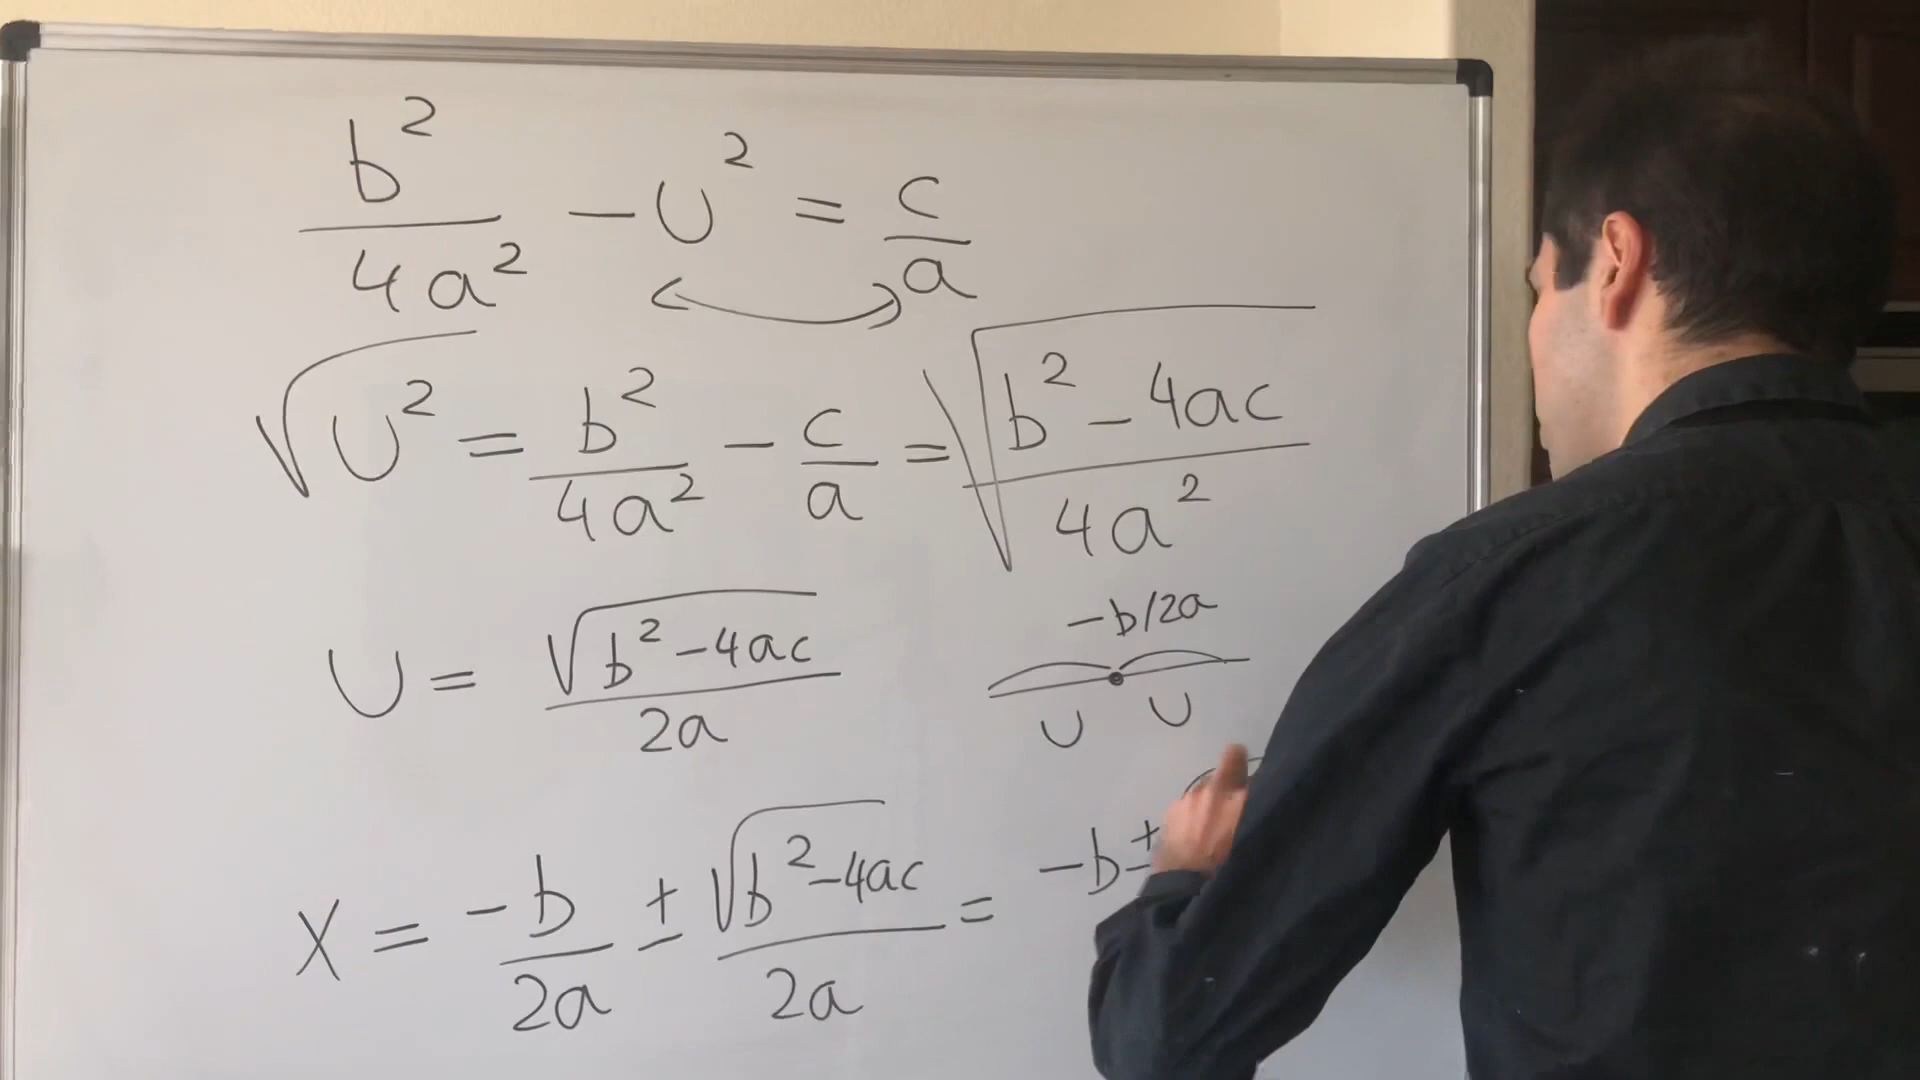 b²/4a² − U² = c/a
√U² = b²/4a² − c/a = √(b² − 4ac)/4a²
U = √(b² − 4ac)/2a
−b/2a
U U
X = −b/2a ± √(b² − 4ac)/2a = −b ±